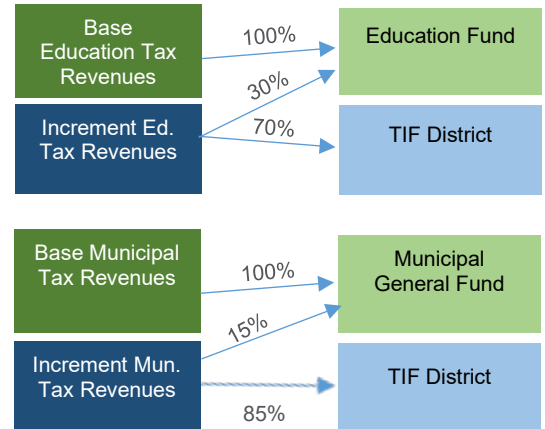 Base
Education Tax
Revenues
100%
Education Fund
30%
Increment Ed.
Tax Revenues
70%
TIF District
Base Municipal
Tax Revenues
100%
Municipal
General Fund
15%
Increment Mun.
Tax Revenues
TIF District
85%